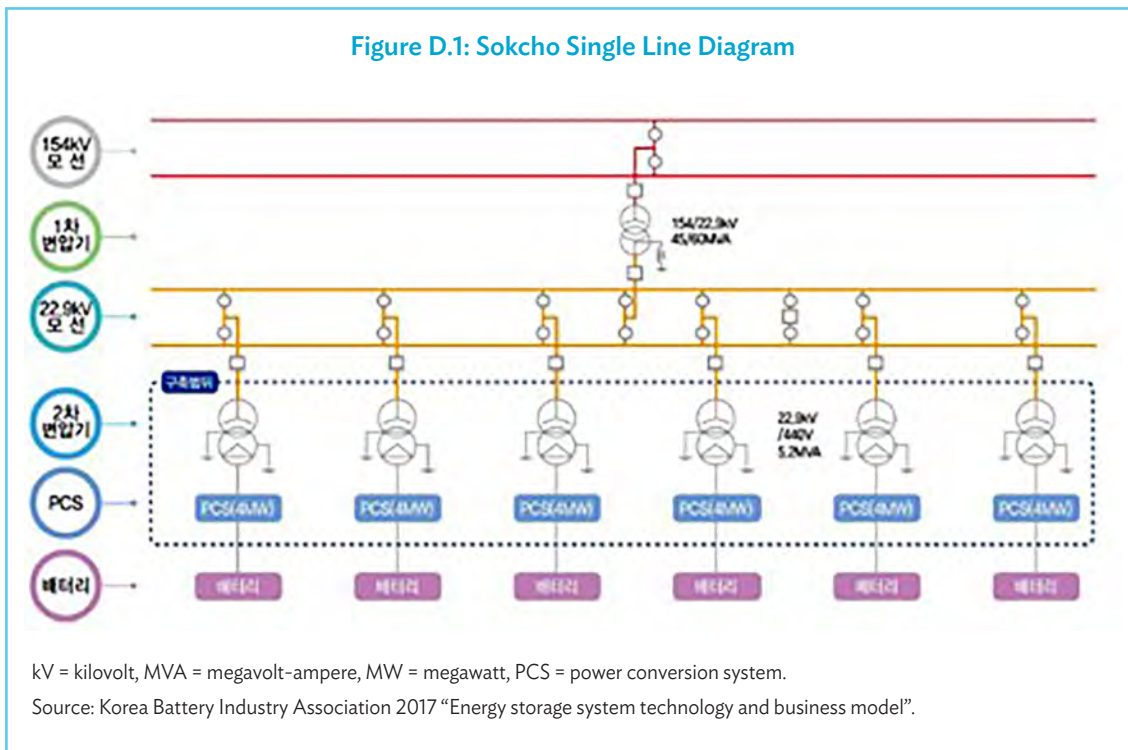 Figure D.1: Sokcho Single Line Diagram
154kV
모 선
1차
변압기
154/22.9kV
45/60MVA
22.9kV
모 선
구축범위
2차
변압기
22.9kV
/440V
5.2MVA
PCS
PCS(4MW) PCS(4MW) PCS(4MW) PCS(4MW) PCS(4MW) PCS(4MW)
배터리
배터리 배터리 배터리 배터리 배터리 배터리
kV = kilovolt, MVA = megavolt-ampere, MW = megawatt, PCS = power conversion system.
Source: Korea Battery Industry Association 2017 “Energy storage system technology and business model”.